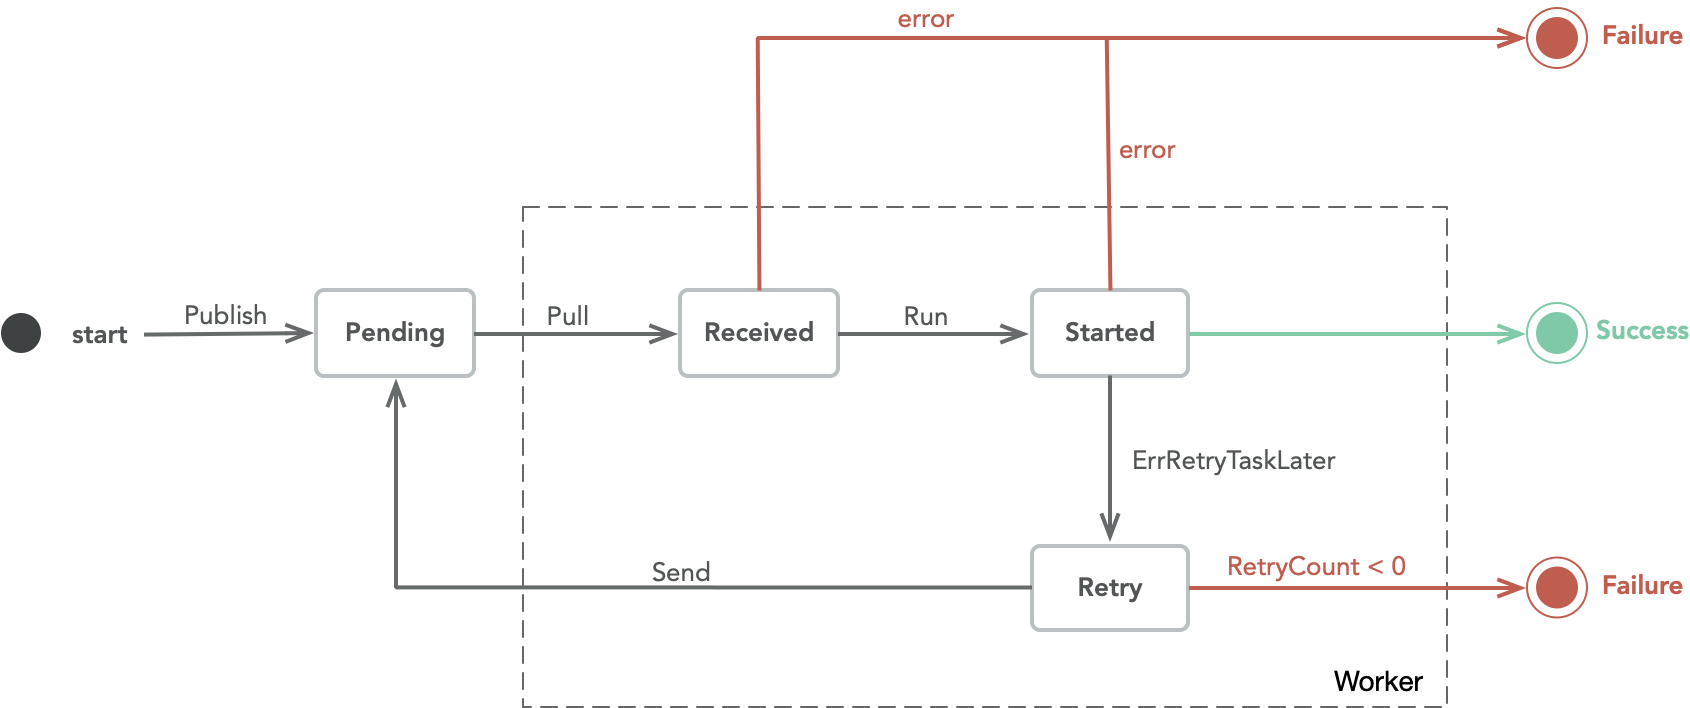 error
Failure
error
start
Publish
Pending
Pull
Received
Run
Started
Success
ErrRetryTaskLater
Send
Retry
RetryCount < 0
Failure
Worker